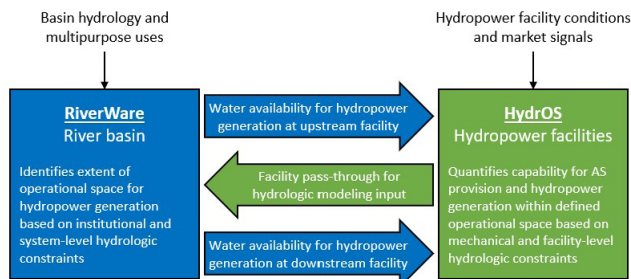 Basin hydrology and
multipurpose uses
Hydropower facility conditions
and market signals
RiverWare
River basin
Identifies extent of
operational space for
hydropower generation
based on institutional and
system-level hydrologic
constraints
Water availability for hydropower
generation at upstream facility
Facility pass-through for
hydrologic modeling input
Water availability for hydropower
generation at downstream facility
HydrOS
Hydropower facilities
Quantifies capability for AS
provision and hydropower
generation within defined
operational space based on
mechanical and facility-level
hydrologic constraints